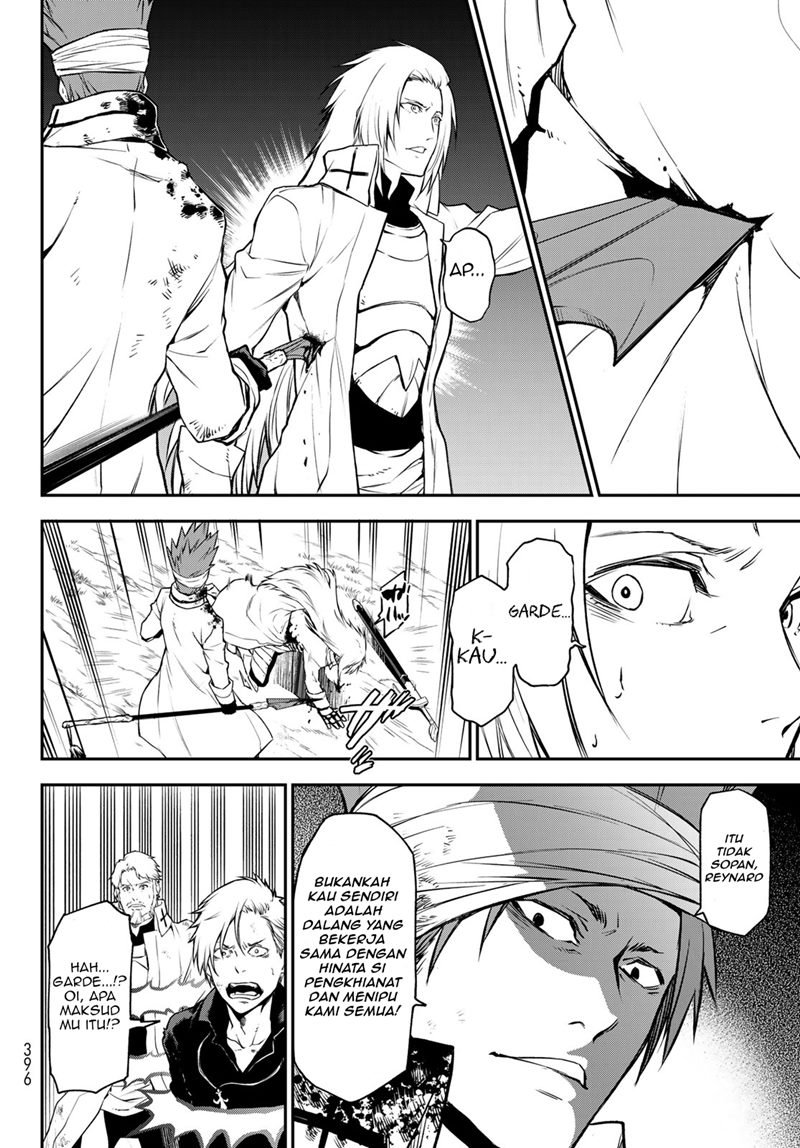 AP...
GARDE...
K-
KAU...
ITU
TIDAK
SOPAN,
REYNARD
BUKANKAH
KAU SENDIRI
ADALAH
DALANG YANG
BEKERJA
SAMA DENGAN
HINATA SI
PENGKHIANAT
DAN MENIPU
KAMI SEMUA!
HAH...
GARDE...!?
OI, APA
MAKSUD
MU ITU!?
396